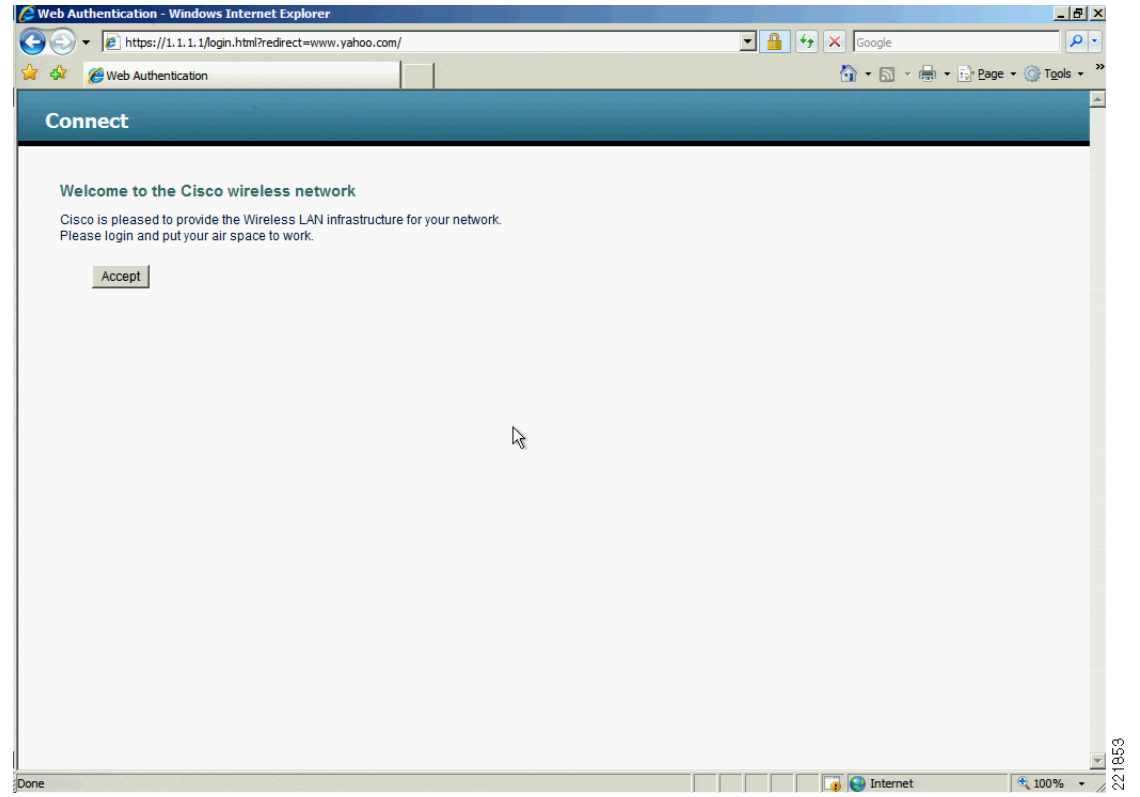 Web Authentication - Windows Internet Explorer
https://1.1.1.1/login.html?redirect=www.yahoo.com/
Google
Web Authentication
Page
Tools
Connect
Welcome to the Cisco wireless network
Cisco is pleased to provide the Wireless LAN infrastructure for your network.
Please login and put your air space to work.
Accept
Done
Internet
100%
221853